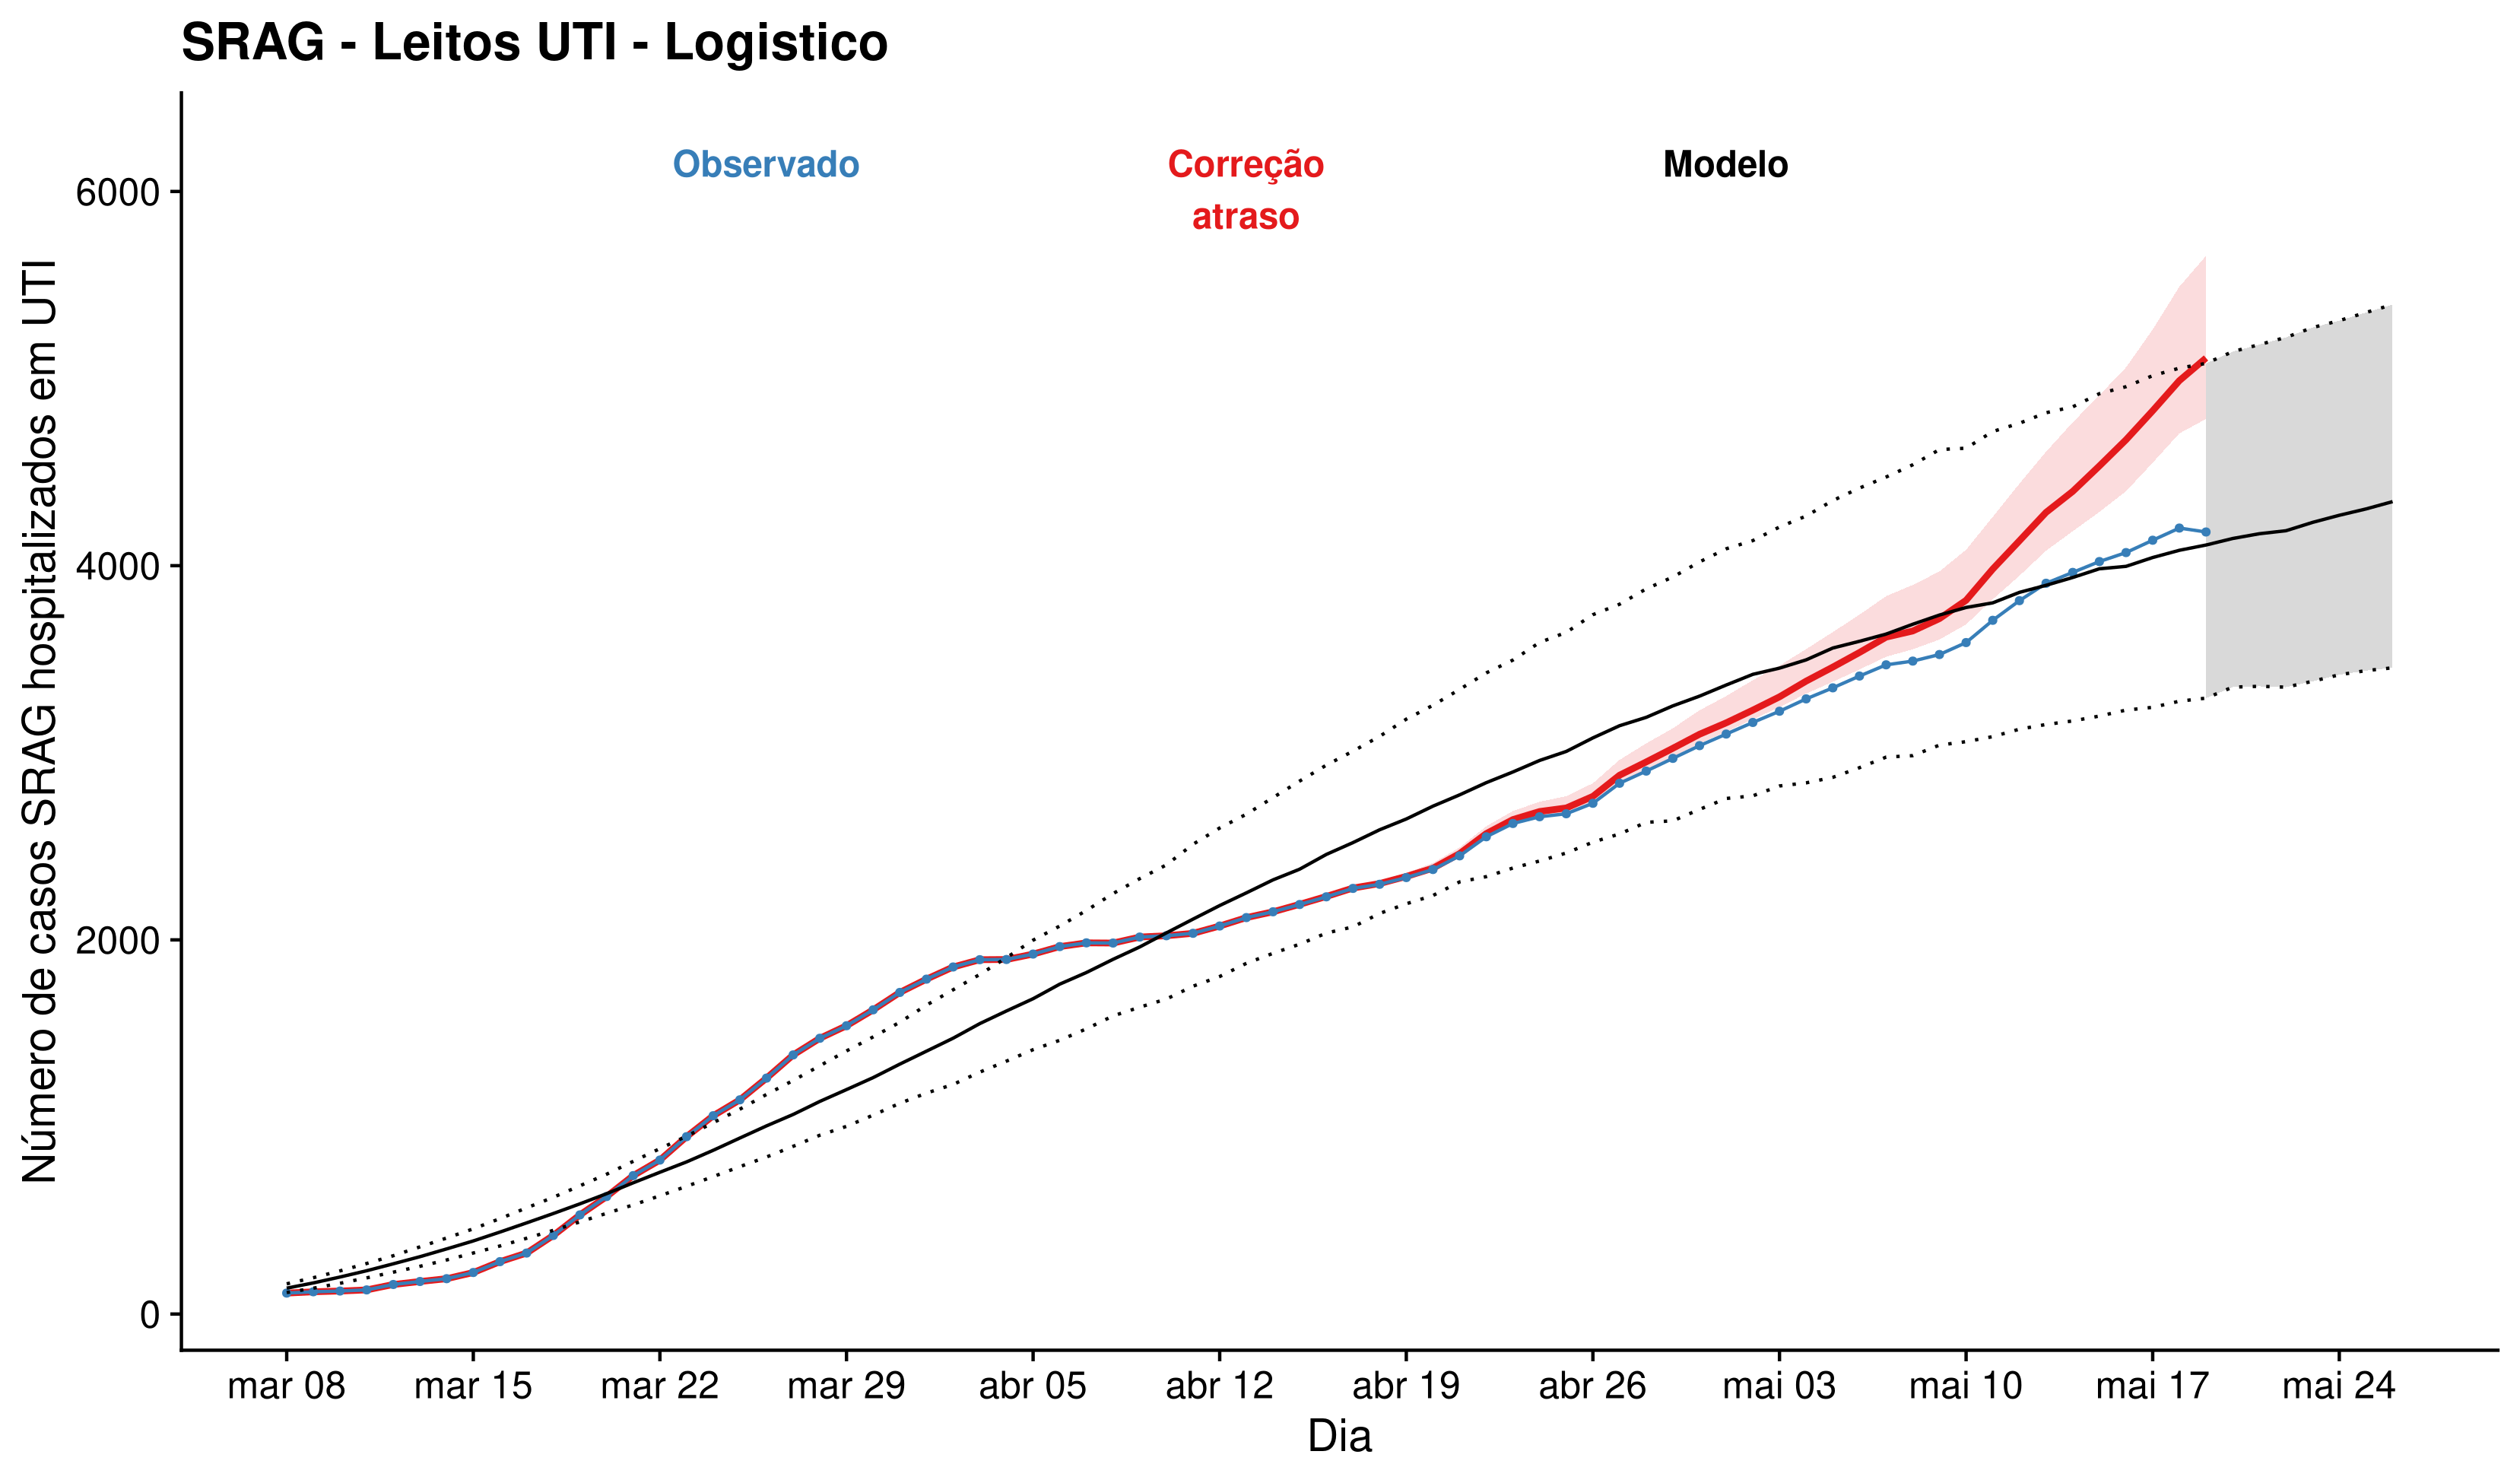 SRAG - Leitos UTI - Logistico
Observado
Correção
atraso
Modelo
Número de casos SRAG hospitalizados em UTI
6000
4000
2000
0
mar 08 mar 15 mar 22 mar 29 abr 05 abr 12 abr 19 abr 26 mai 03 mai 10 mai 17 mai 24
Dia